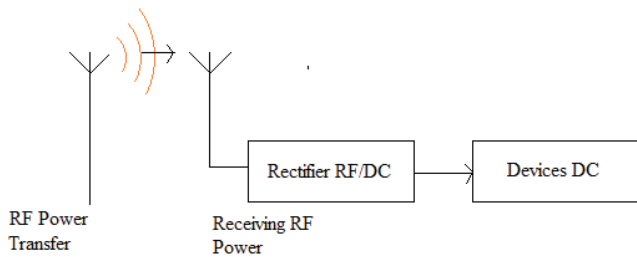 Rectifier RF/DC
Devices DC
RF Power
Transfer
Receiving RF
Power